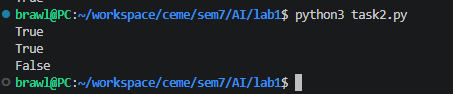 brawl@PC:~/workspace/ceme/sem7/AI/lab1$ python3 task2.py
True
True
False
brawl@PC:~/workspace/ceme/sem7/AI/lab1$